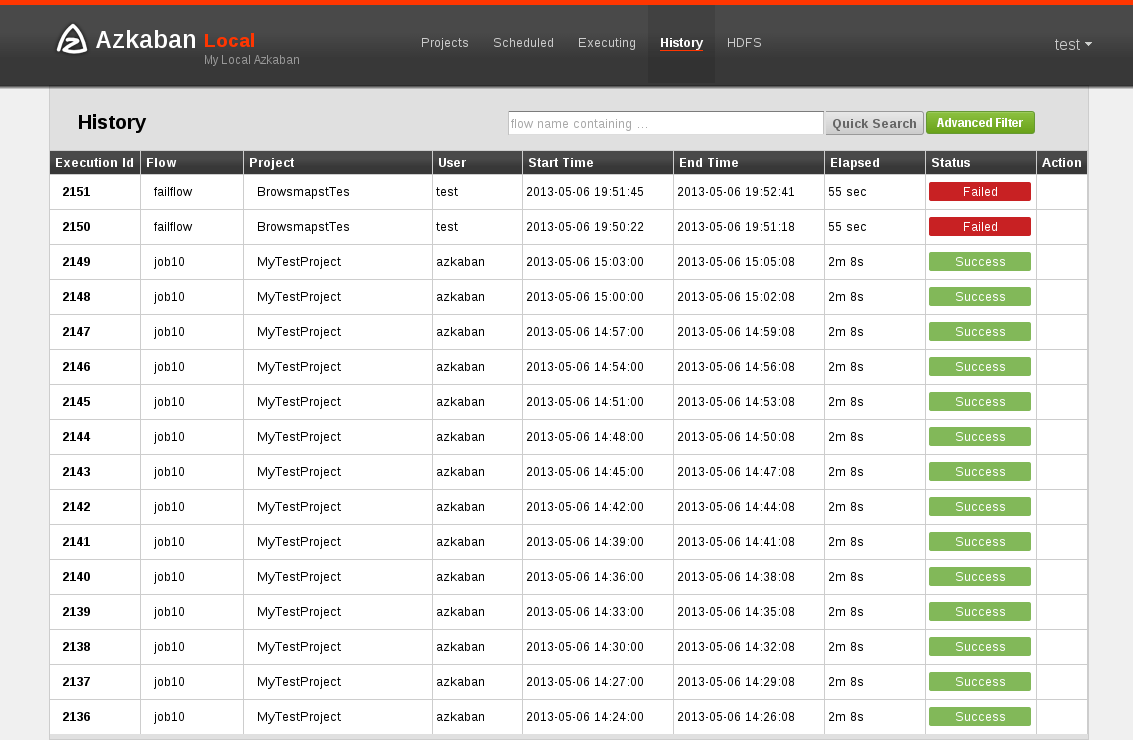 Azkaban Local
My Local Azkaban
Projects Scheduled Executing History HDFS
test
History
flow name containing ...
Quick Search
Advanced Filter
Execution Id Flow Project User Start Time End Time Elapsed Status Action
2151 failflow BrowsmapstTes test 2013-05-06 19:51:45 2013-05-06 19:52:41 55 sec Failed
2150 failflow BrowsmapstTes test 2013-05-06 19:50:22 2013-05-06 19:51:18 55 sec Failed
2149 job10 MyTestProject azkaban 2013-05-06 15:03:00 2013-05-06 15:05:08 2m 8s Success
2148 job10 MyTestProject azkaban 2013-05-06 15:00:00 2013-05-06 15:02:08 2m 8s Success
2147 job10 MyTestProject azkaban 2013-05-06 14:57:00 2013-05-06 14:59:08 2m 8s Success
2146 job10 MyTestProject azkaban 2013-05-06 14:54:00 2013-05-06 14:56:08 2m 8s Success
2145 job10 MyTestProject azkaban 2013-05-06 14:51:00 2013-05-06 14:53:08 2m 8s Success
2144 job10 MyTestProject azkaban 2013-05-06 14:48:00 2013-05-06 14:50:08 2m 8s Success
2143 job10 MyTestProject azkaban 2013-05-06 14:45:00 2013-05-06 14:47:08 2m 8s Success
2142 job10 MyTestProject azkaban 2013-05-06 14:42:00 2013-05-06 14:44:08 2m 8s Success
2141 job10 MyTestProject azkaban 2013-05-06 14:39:00 2013-05-06 14:41:08 2m 8s Success
2140 job10 MyTestProject azkaban 2013-05-06 14:36:00 2013-05-06 14:38:08 2m 8s Success
2139 job10 MyTestProject azkaban 2013-05-06 14:33:00 2013-05-06 14:35:08 2m 8s Success
2138 job10 MyTestProject azkaban 2013-05-06 14:30:00 2013-05-06 14:32:08 2m 8s Success
2137 job10 MyTestProject azkaban 2013-05-06 14:27:00 2013-05-06 14:29:08 2m 8s Success
2136 job10 MyTestProject azkaban 2013-05-06 14:24:00 2013-05-06 14:26:08 2m 8s Success